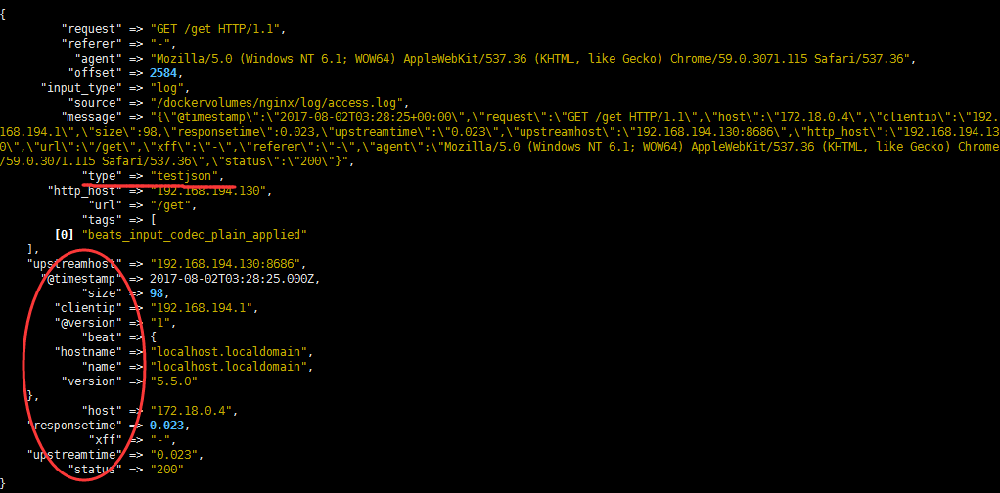 {
"request" => "GET /get HTTP/1.1",
"referer" => "-",
"agent" => "Mozilla/5.0 (Windows NT 6.1; WOW64) AppleWebKit/537.36 (KHTML, like Gecko) Chrome/59.0.3071.115 Safari/537.36",
"offset" => 2584,
"input_type" => "log",
"source" => "/dockervolumes/nginx/log/access.log",
"message" => "{\"@timestamp\":\"2017-08-02T03:28:25+00:00\",\"request\":\"GET /get HTTP/1.1\",\"host\":\"172.18.0.4\",\"clientip\":\"192.
168.194.1\",\"size\":98,\"responsetime\":0.023,\"upstreamtime\":\"0.023\",\"upstreamhost\":\"192.168.194.130:8686\",\"http_host\":\"192.168.194.13
0\",\"url\":\"/get\",\"xff\":\"-\",\"referer\":\"-\",\"agent\":\"Mozilla/5.0 (Windows NT 6.1; WOW64) AppleWebKit/537.36 (KHTML, like Gecko) Chrome
/59.0.3071.115 Safari/537.36\",\"status\":\"200\"}",
"type" => "testjson",
"http_host" => "192.168.194.130",
"url" => "/get",
"tags" => [
[0] "beats_input_codec_plain_applied"
],
"upstreamhost" => "192.168.194.130:8686",
"@timestamp" => 2017-08-02T03:28:25.000Z,
"size" => 98,
"clientip" => "192.168.194.1",
"@version" => "1",
"beat" => {
"hostname" => "localhost.localdomain",
"name" => "localhost.localdomain",
"version" => "5.5.0"
},
"host" => "172.18.0.4",
"responsetime" => 0.023,
"xff" => "-",
"upstreamtime" => "0.023",
"status" => "200"
}